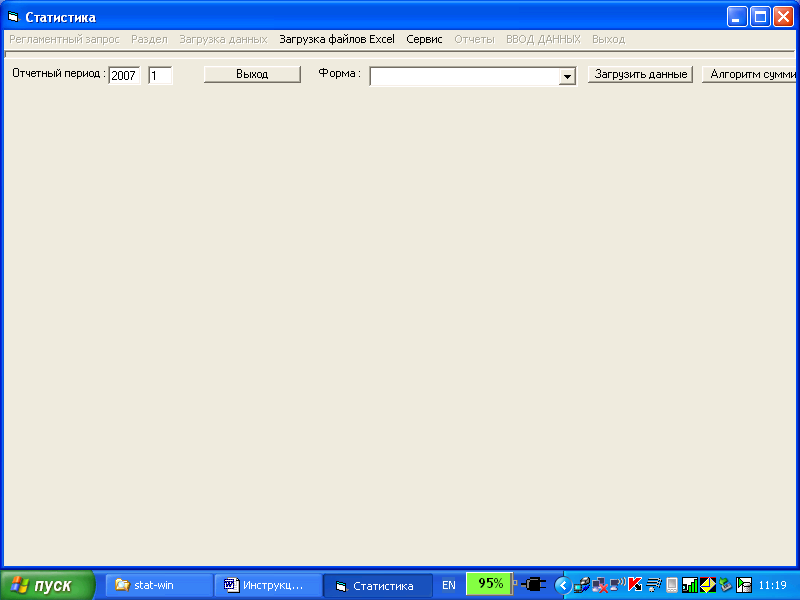 Статистика
Регламентный запрос Раздел Загрузка данных Загрузка файлов Excel Сервис Отчеты ВВОД ДАННЫХ Выход
Отчетный период : 2007 1 Выход Форма : Загрузить данные Алгоритм сумми
пуск stat-win Инструкц... Статистика EN 95% 11:19